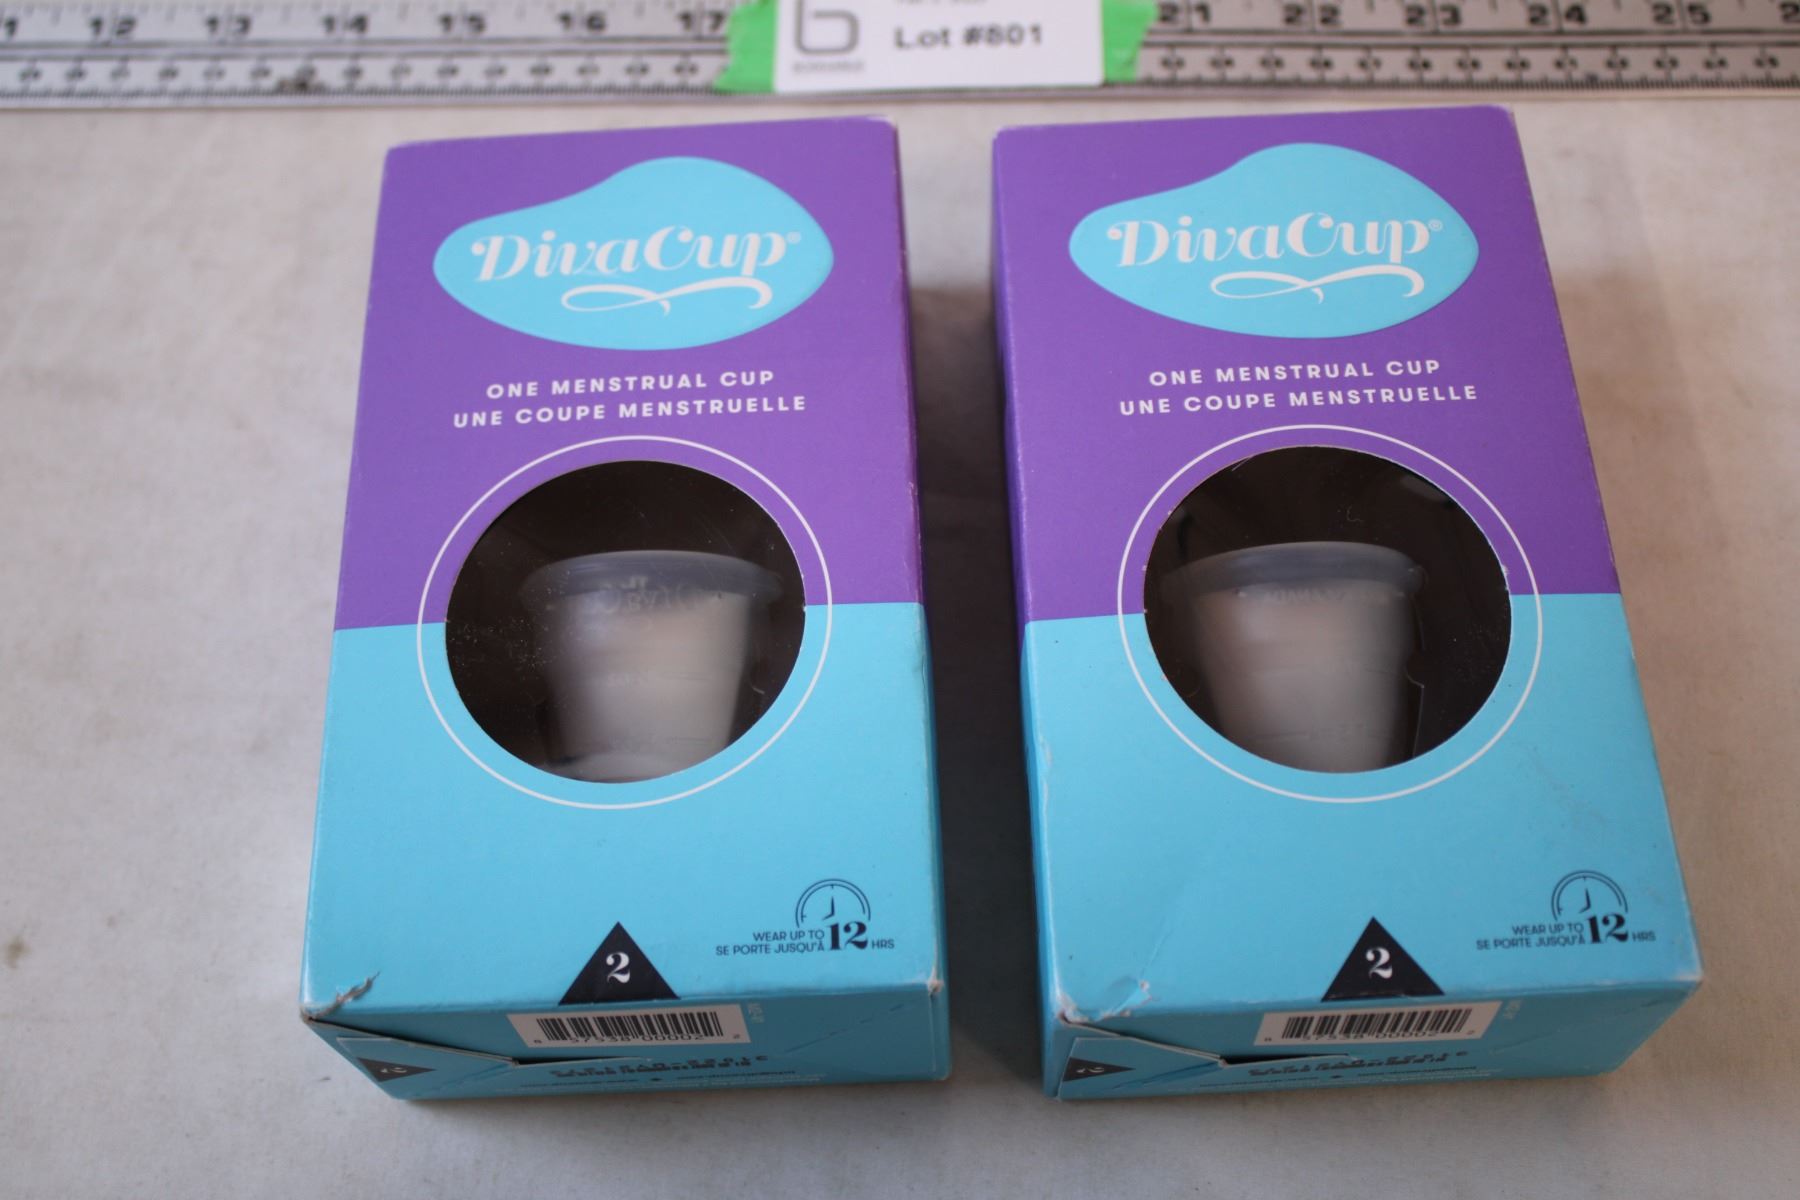 11 12 13 14 15 16 17 21 22 23 24 25
Lot #801
DivaCup®
ONE MENSTRUAL CUP
UNE COUPE MENSTRUELLE
WEAR UP TO
SE PORTE JUSQU'À 12 HRS
2
DivaCup®
ONE MENSTRUAL CUP
UNE COUPE MENSTRUELLE
WEAR UP TO
SE PORTE JUSQU'À 12 HRS
2